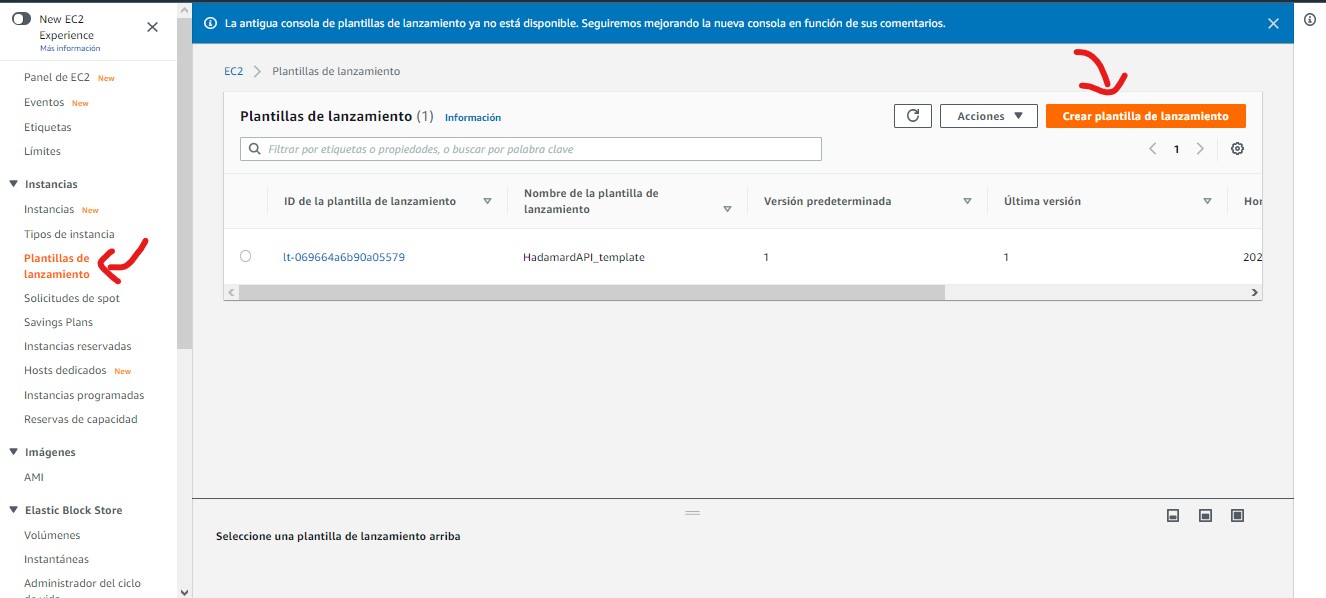 New EC2
Experience
Más información
Panel de EC2 New
Eventos New
Etiquetas
Límites
Instancias
Instancias New
Tipos de instancia
Plantillas de
lanzamiento
Solicitudes de spot
Savings Plans
Instancias reservadas
Hosts dedicados New
Instancias programadas
Reservas de capacidad
Imágenes
AMI
Elastic Block Store
Volúmenes
Instantáneas
Administrador del ciclo
de vida
La antigua consola de plantillas de lanzamiento ya no está disponible. Seguiremos mejorando la nueva consola en función de sus comentarios.
EC2 Plantillas de lanzamiento
Plantillas de lanzamiento (1) Información
Acciones
Crear plantilla de lanzamiento
Filtrar por etiquetas o propiedades, o buscar por palabra clave
1
ID de la plantilla de lanzamiento
Nombre de la plantilla de
lanzamiento
Versión predeterminada
Última versión
Hor
lt-069664a6b90a05579 HadamardAPI_template 1 1 202
Seleccione una plantilla de lanzamiento arriba